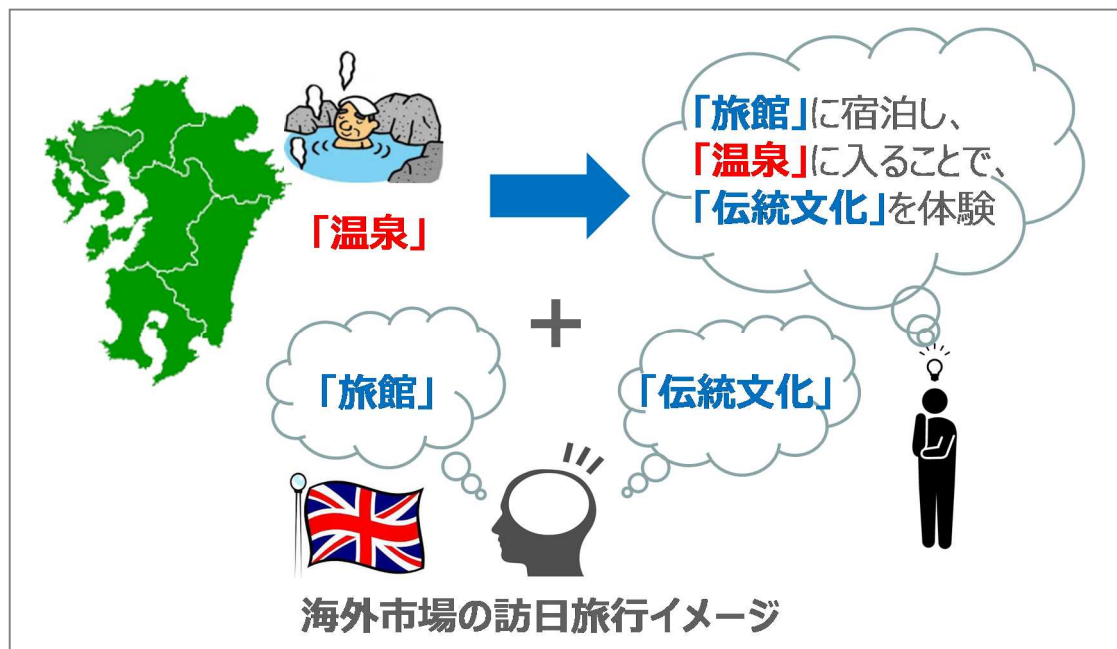 「旅館」に宿泊し、
「温泉」に入ることで、
「伝統文化」を体験
「温泉」
「旅館」
「伝統文化」
海外市場の訪日旅行イメージ